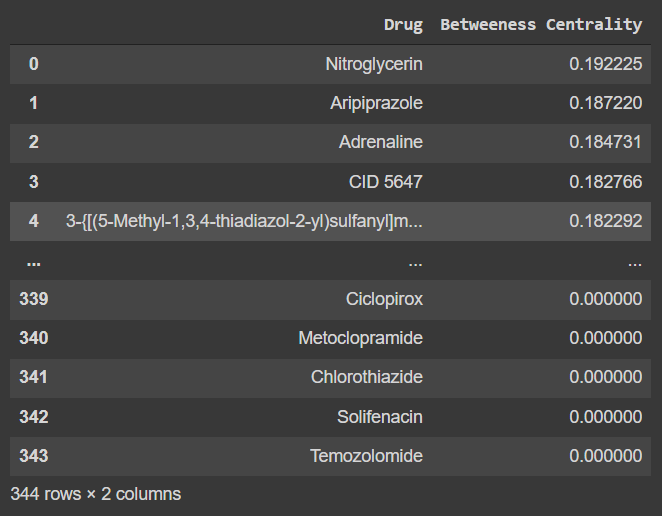 Drug Betweeness Centrality
0 Nitroglycerin 0.192225
1 Aripiprazole 0.187220
2 Adrenaline 0.184731
3 CID 5647 0.182766
4 3-{[(5-Methyl-1,3,4-thiadiazol-2-yl)sulfanyl]m... 0.182292
... ... ...
339 Ciclopirox 0.000000
340 Metoclopramide 0.000000
341 Chlorothiazide 0.000000
342 Solifenacin 0.000000
343 Temozolomide 0.000000
344 rows × 2 columns